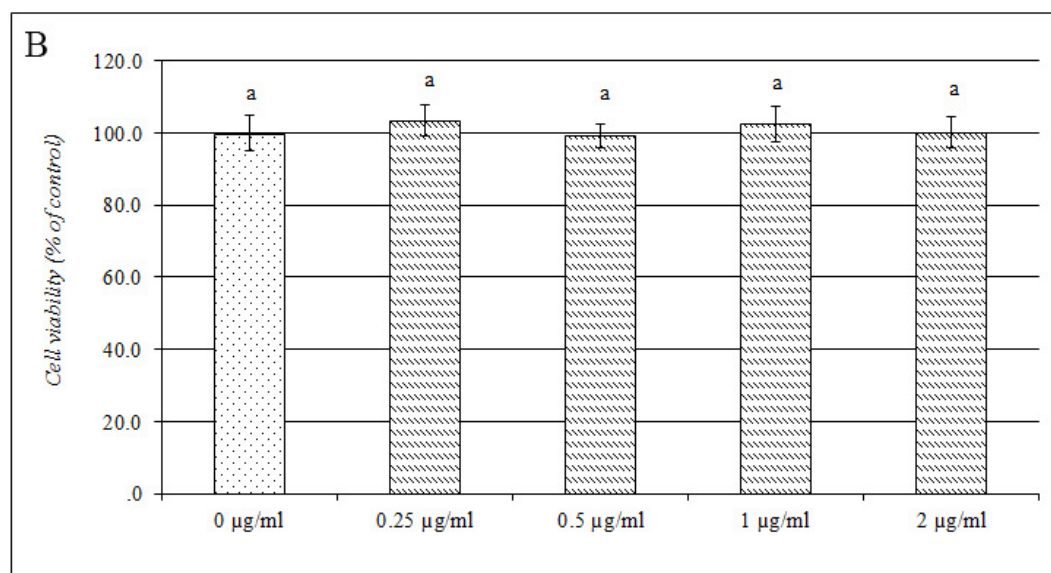 B
120.0
100.0
80.0
60.0
40.0
20.0
.0
Cell viability (% of control)
a
a
a
a
a
0 µg/ml
0.25 µg/ml
0.5 µg/ml
1 µg/ml
2 µg/ml